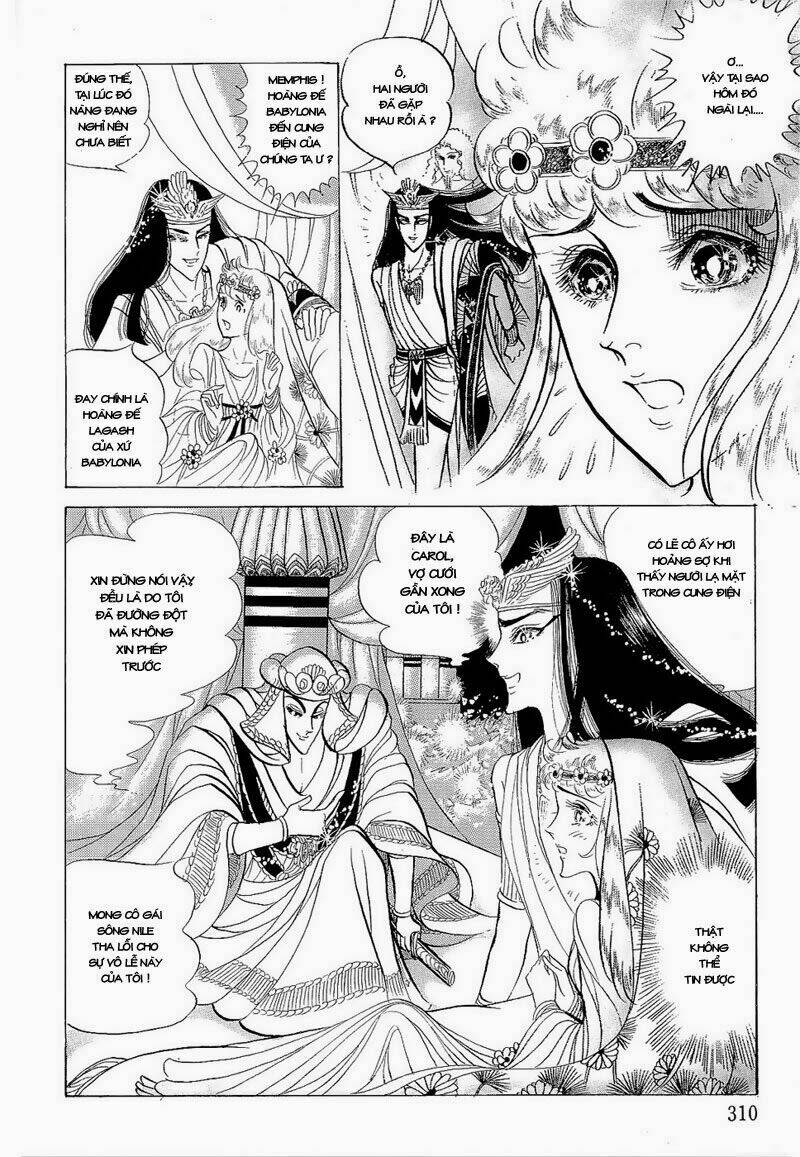 Ơ...
VẬY TẠI SAO
HÔM ĐÓ
NGÀI LẠI....
Ồ,
HAI NGƯỜI
ĐÃ GẶP
NHAU RỒI À ?
MEMPHIS !
HOÀNG ĐẾ
BABYLONIA
ĐẾN CUNG
ĐIỆN CỦA
CHÚNG TA Ư ?
ĐÚNG THẾ,
TẠI LÚC ĐÓ
NÀNG ĐANG
NGHỈ NÊN
CHƯA BIẾT
ĐAY CHÍNH LÀ
HOÀNG ĐẾ
LAGASH
CỦA XỨ
BABYLONIA
CÓ LẼ CÔ ẤY HƠI
HOẢNG SỢ KHI
THẤY NGƯỜI LẠ MẶT
TRONG CUNG ĐIỆN
ĐÂY LÀ
CAROL,
VỢ CƯỚI
GẦN XONG
CỦA TÔI !
XIN ĐỪNG NÓI VẬY,
ĐỀU LÀ DO TÔI
ĐÃ ĐƯỜNG ĐỘT
MÀ KHÔNG
XIN PHÉP
TRƯỚC
MONG CÔ GÁI
SÔNG NILE
THA LỖI CHO
SỰ VÔ LỄ NÀY
CỦA TÔI !
THẬT
KHÔNG
THỂ
TIN ĐƯỢC
310